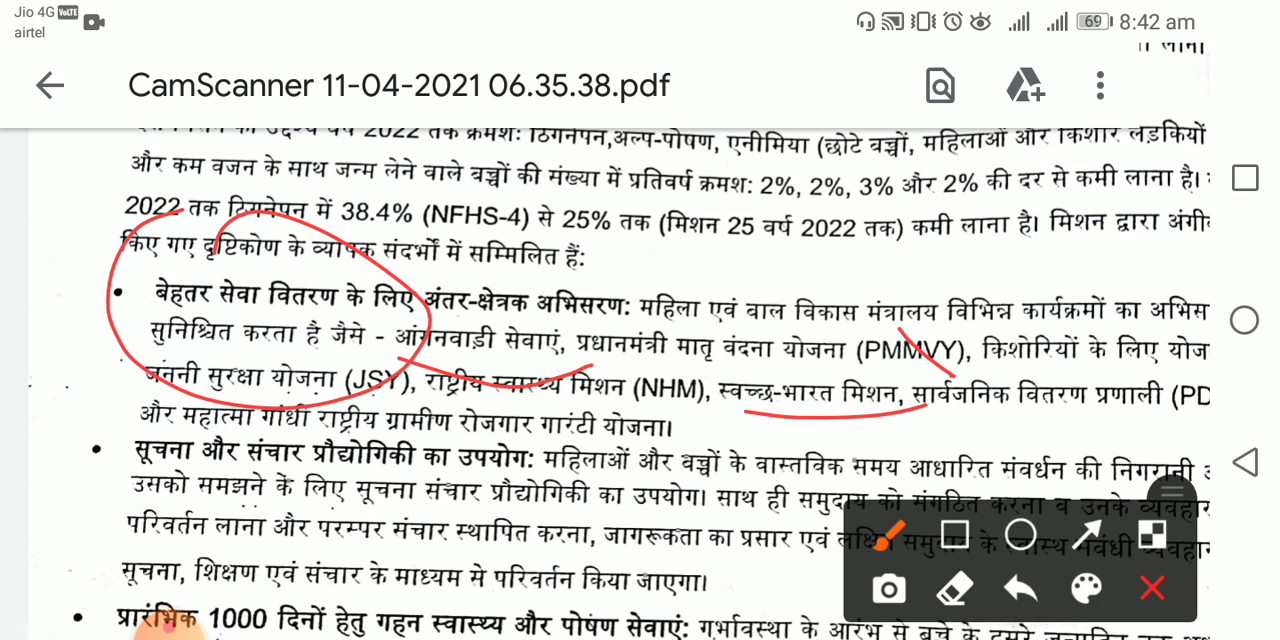 Jio 4G VoLTE
airtel
69 8:42 am
लाना
CamScanner 11-04-2021 06.35.38.pdf
2022 तक क्रमश: ठिगनपन,अल्प-पोषण, एनीमिया (छोटे बच्चों, महिलाओं और किशोर लड़कियों
और कम वजन के साथ जन्म लेने वाले बच्चों की संख्या में प्रतिवर्ष क्रमश: 2%, 2%, 3% और 2% की दर से कमी लाना है।
2022 तक ठिगनेपन में 38.4% (NFHS-4) से 25% तक (मिशन 25 वर्ष 2022 तक) कमी लाना है। मिशन द्वारा अंगी
किए गए दृष्टिकोण के व्यापक संदर्भों में सम्मिलित हैं:
• बेहतर सेवा वितरण के लिए अंतर-क्षेत्रक अभिसरण: महिला एवं बाल विकास मंत्रालय विभिन्न कार्यक्रमों का अभिस
सुनिश्चित करता है जैसे - आंगनवाड़ी सेवाएं, प्रधानमंत्री मातृ वंदना योजना (PMMVY), किशोरियों के लिए योज
जननी सुरक्षा योजना (JSY), राष्ट्रीय स्वास्थ्य मिशन (NHM), स्वच्छ-भारत मिशन, सार्वजनिक वितरण प्रणाली (PD
और महात्मा गांधी राष्ट्रीय ग्रामीण रोजगार गारंटी योजना।
• सूचना और संचार प्रौद्योगिकी का उपयोग: महिलाओं और बच्चों के वास्तविक समय आधारित संवर्धन की निगरानी
उसको समझने के लिए सूचना संचार प्रौद्योगिकी का उपयोग। साथ ही समुदाय को संगठित करना व उनके व्यवहार
परिवर्तन लाना और परस्पर संचार स्थापित करना, जागरूकता का प्रसार एवं लक्षित समुदाय के स्वास्थ संबंधी व्यवहार
सूचना, शिक्षण एवं संचार के माध्यम से परिवर्तन किया जाएगा।
• प्रारंभिक 1000 दिनों हेतु गहन स्वास्थ्य और पोषण सेवाएं: गर्भावस्था के आरंभ से बच्चे के दूसरे